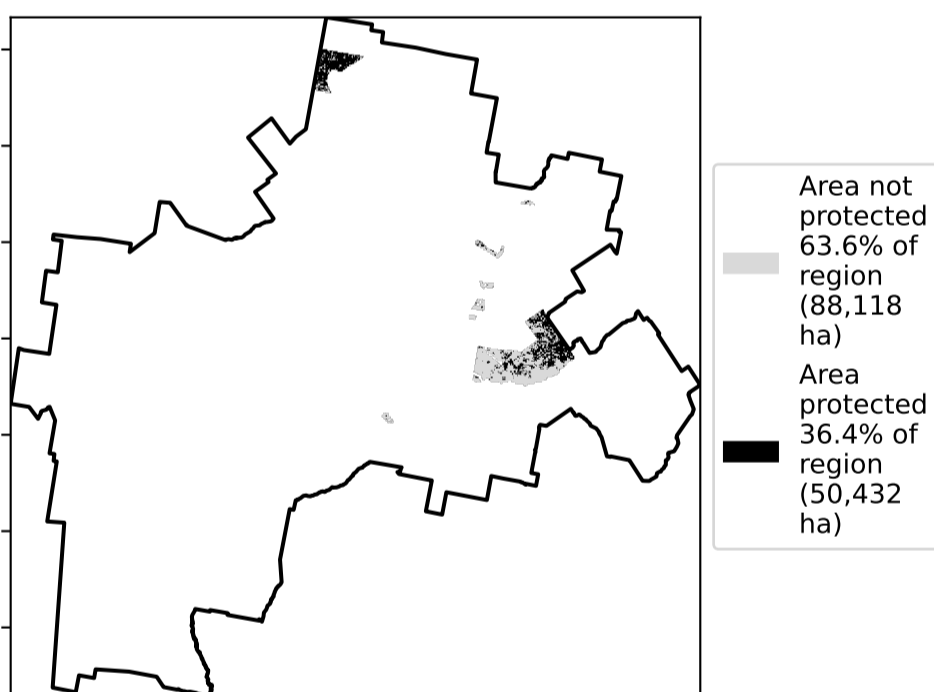 Area not
protected
63.6% of
region
(88,118
ha)
Area
protected
36.4% of
region
(50,432
ha)